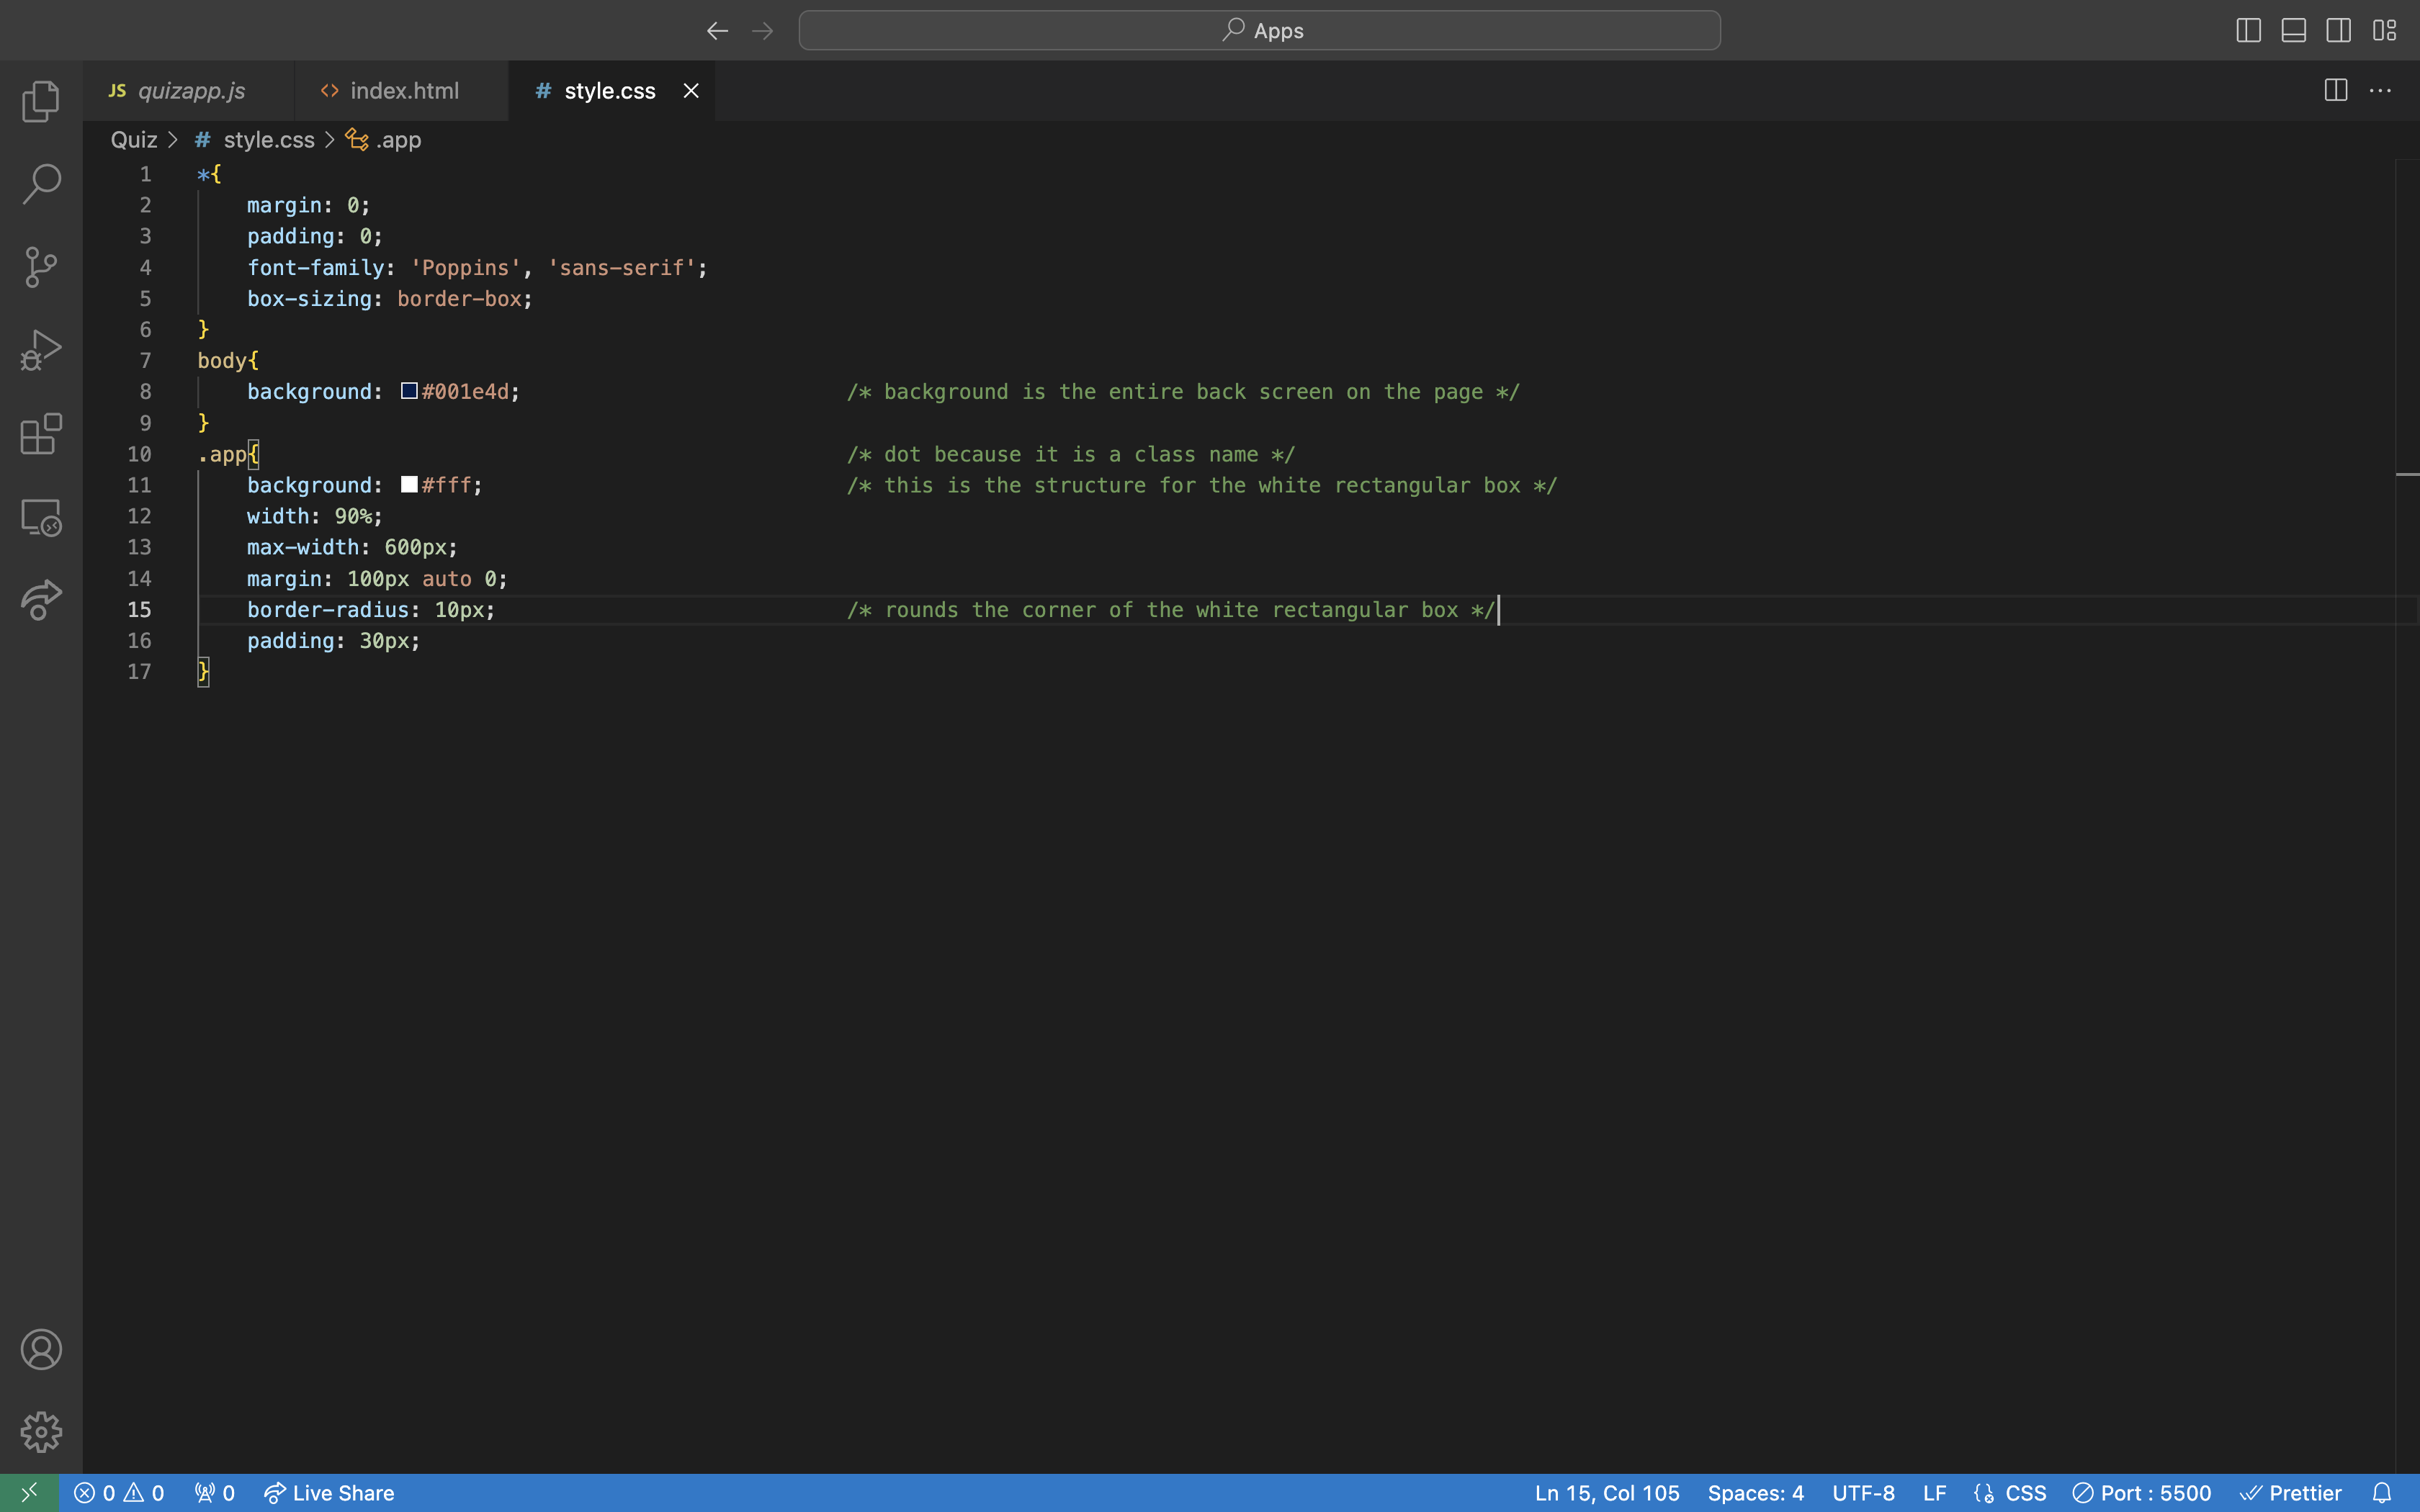 Apps
JS quizapp.js <> index.html # style.css
Quiz > # style.css > .app
1 *{
2     margin: 0;
3     padding: 0;
4     font-family: 'Poppins', 'sans-serif';
5     box-sizing: border-box;
6 }
7 body{
8     background: #001e4d; /* background is the entire back screen on the page */
9 }
10 .app{ /* dot because it is a class name */
11     background: #fff; /* this is the structure for the white rectangular box */
12     width: 90%;
13     max-width: 600px;
14     margin: 100px auto 0;
15     border-radius: 10px; /* rounds the corner of the white rectangular box */
16     padding: 30px;
17 }
0 0 0 Live Share Ln 15, Col 105 Spaces: 4 UTF-8 LF CSS Port : 5500 Prettier